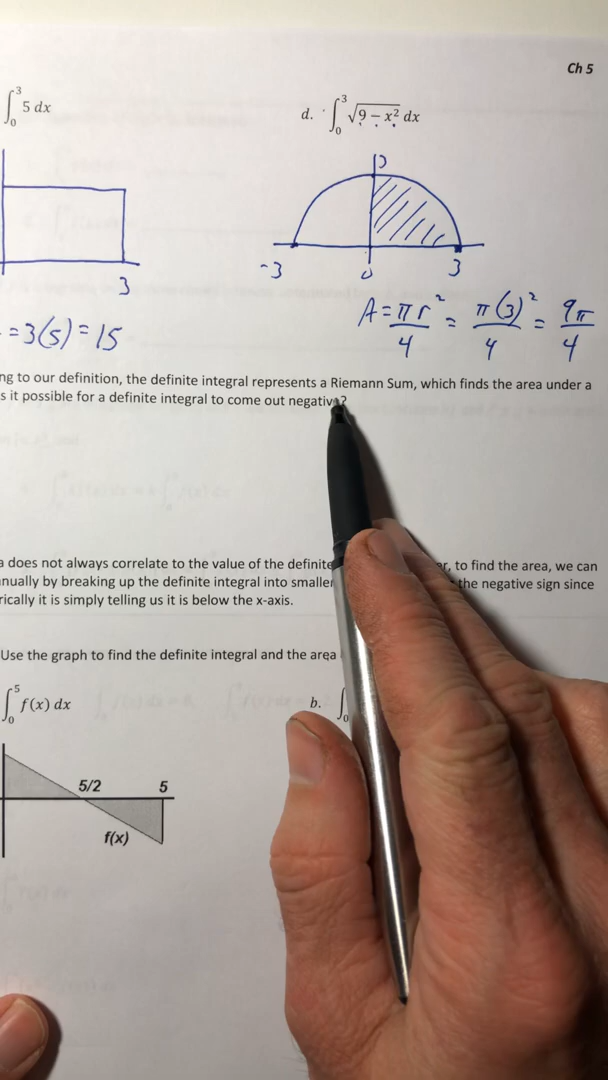 Ch 5
∫₀³ 5 dx
d. ∫₀³ √(9 − x²) dx
3
-3 0 3
= 3(5) = 15
A = πr²/4 = π(3)²/4 = 9π/4
ng to our definition, the definite integral represents a Riemann Sum, which finds the area under a
s it possible for a definite integral to come out negative?
a does not always correlate to the value of the definite to find the area, we can
nually by breaking up the definite integral into smaller the negative sign since
rically it is simply telling us it is below the x-axis.
Use the graph to find the definite integral and the area
∫₀⁵ f(x) dx
b. ∫₀
5/2 5
f(x)